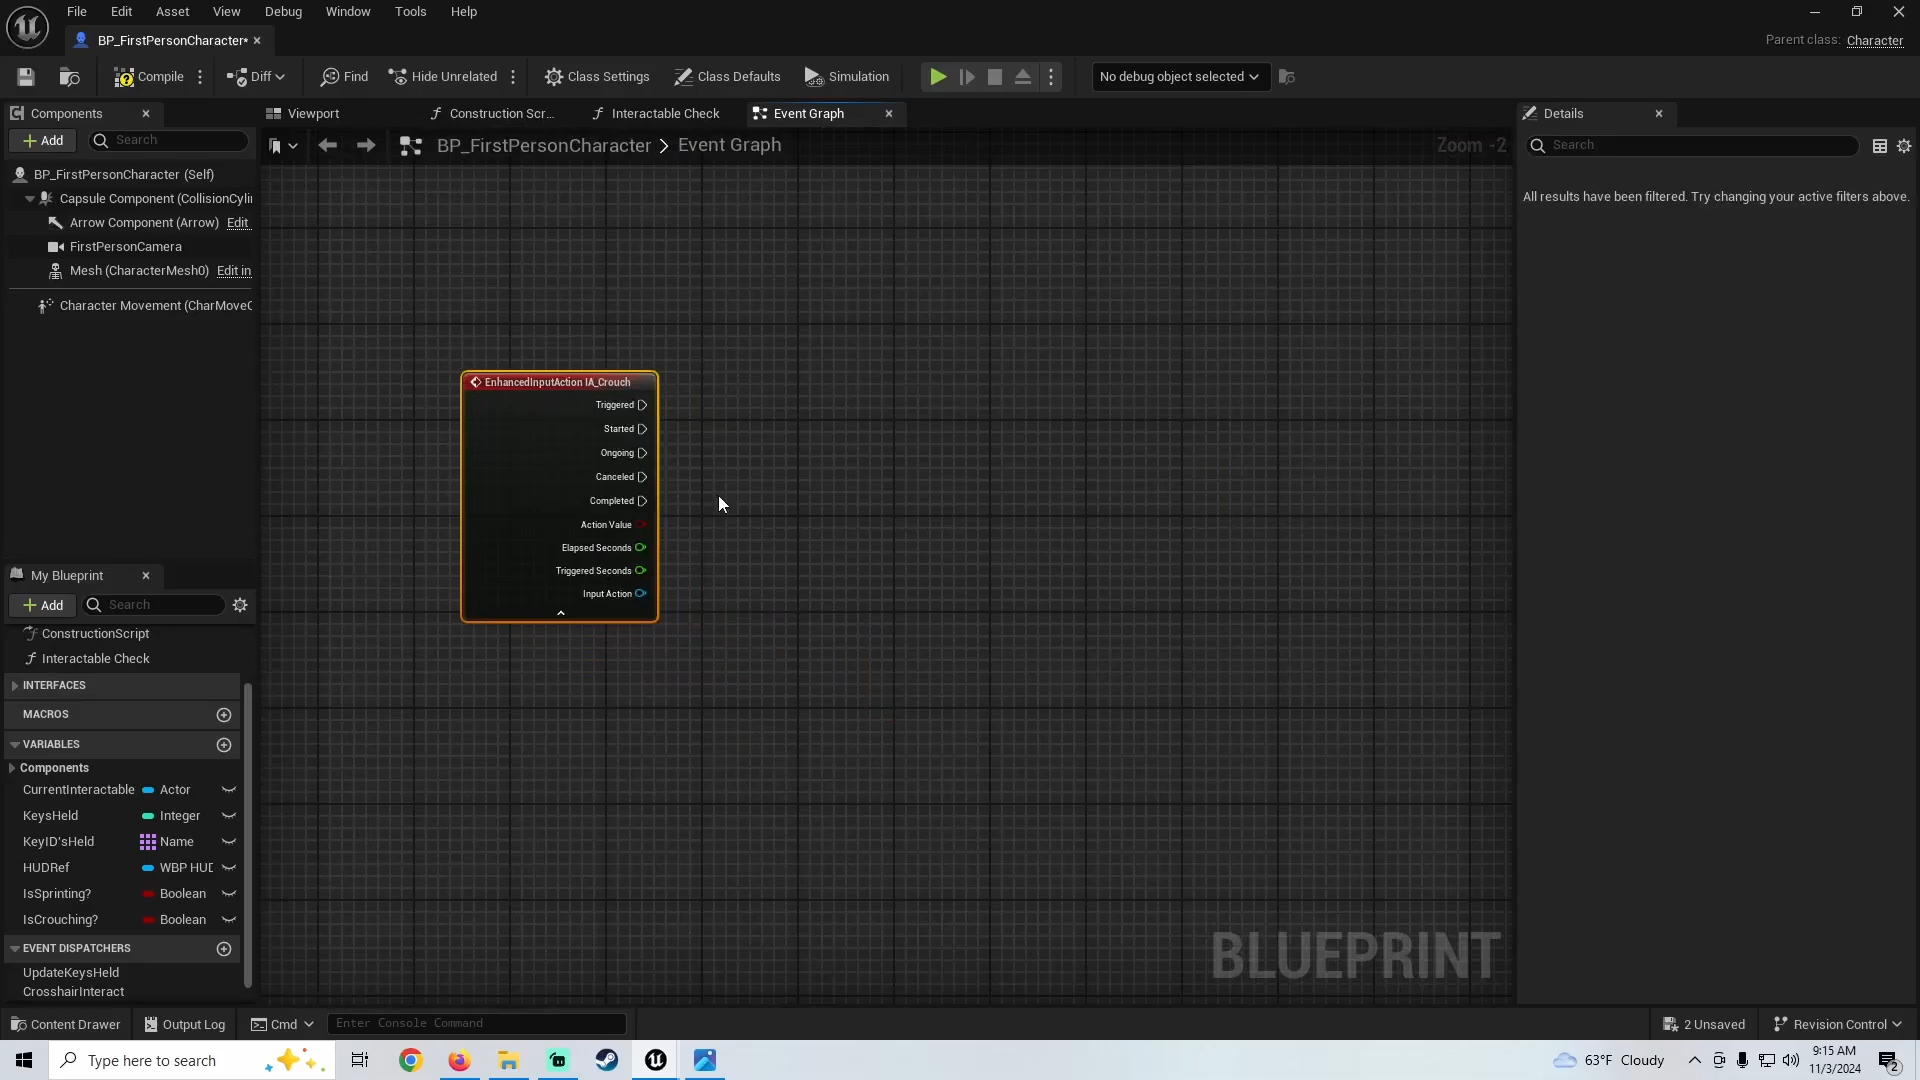 File Edit Asset View Debug Window Tools Help
BP_FirstPersonCharacter*
Parent class: Character
Compile Diff Find Hide Unrelated Class Settings Class Defaults Simulation No debug object selected
Components
Viewport Construction Scr... Interactable Check Event Graph
Details
Add Search
BP_FirstPersonCharacter > Event Graph
Zoom -2
Search
BP_FirstPersonCharacter (Self)
Capsule Component (CollisionCylin
Arrow Component (Arrow) Edit
FirstPersonCamera
Mesh (CharacterMesh0) Edit in
Character Movement (CharMoveC
All results have been filtered. Try changing your active filters above.
EnhancedInputAction IA_Crouch
Triggered
Started
Ongoing
Canceled
Completed
Action Value
Elapsed Seconds
Triggered Seconds
Input Action
My Blueprint
Add Search
ConstructionScript
Interactable Check
INTERFACES
MACROS
VARIABLES
Components
CurrentInteractable Actor
KeysHeld Integer
KeyID'sHeld Name
HUDRef WBP HUD
IsSprinting? Boolean
IsCrouching? Boolean
EVENT DISPATCHERS
UpdateKeysHeld
CrosshairInteract
BLUEPRINT
Content Drawer Output Log Cmd Enter Console Command 2 Unsaved Revision Control
Type here to search
63°F Cloudy
9:15 AM
11/3/2024
2